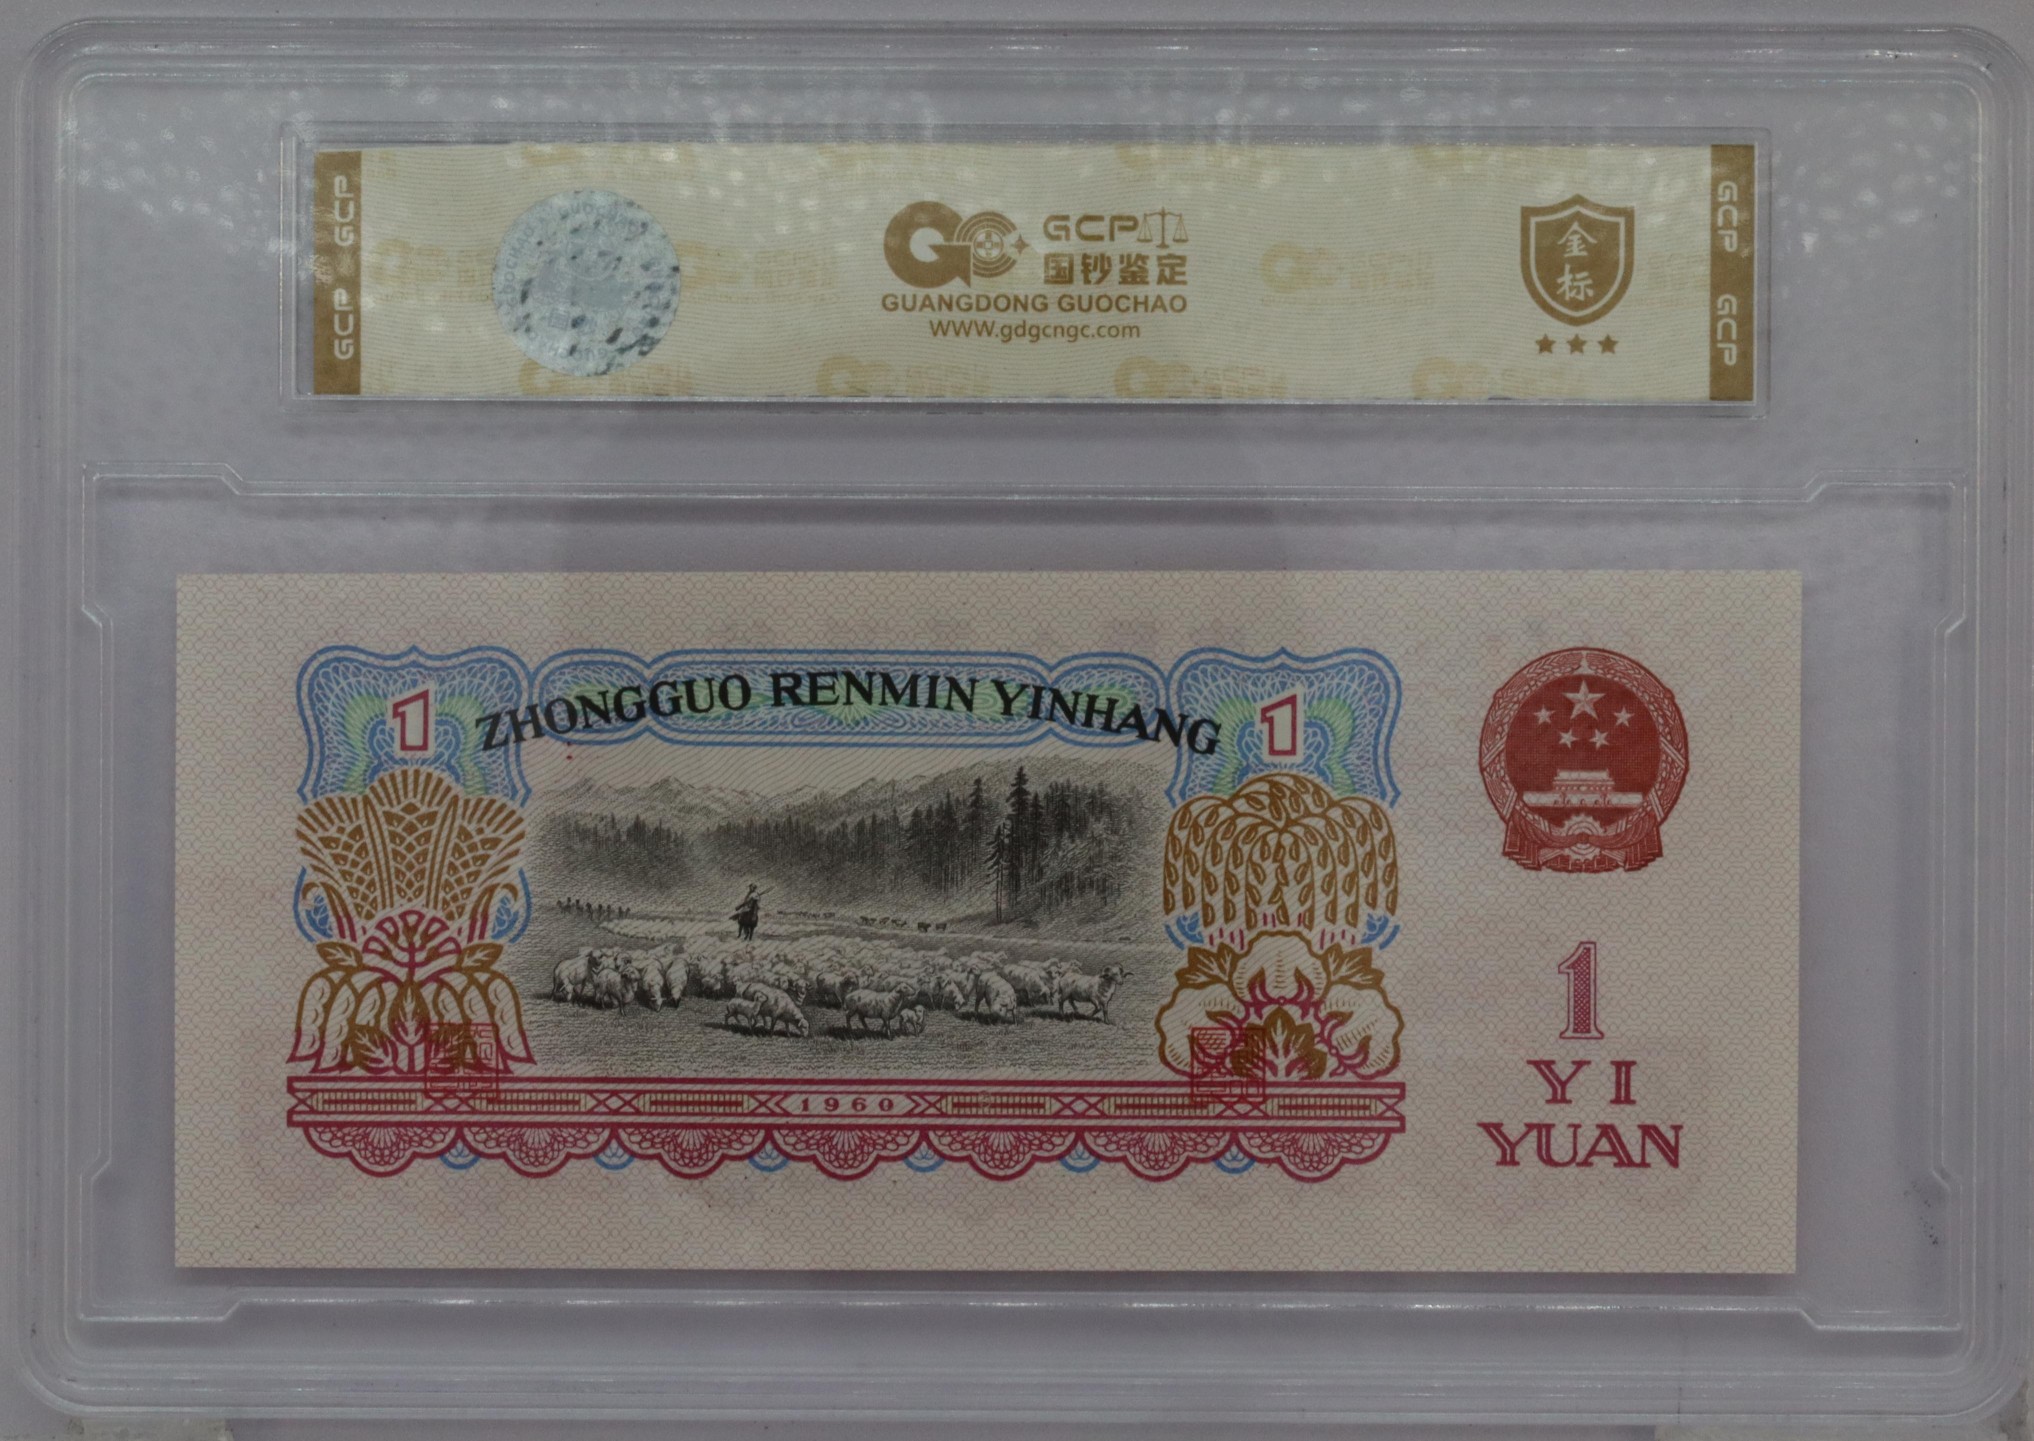 GCP GCP
GCP
国钞鉴定
GUANGDONG GUOCHAO
WWW.gdgcngc.com
金
标
GCP GCP
ZHONGGUO RENMIN YINHANG
1
1
1960
1
YI
YUAN